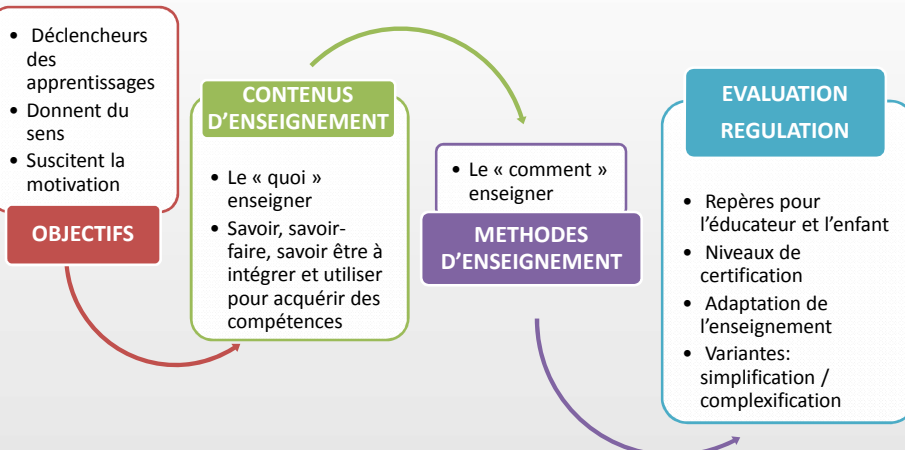 • Déclencheurs
des
apprentissages
• Donnent du
sens
• Suscitent la
motivation
OBJECTIFS
CONTENUS
D’ENSEIGNEMENT
• Le « quoi »
enseigner
• Savoir, savoir-
faire, savoir être à
intégrer et utiliser
pour acquérir des
compétences
• Le « comment »
enseigner
METHODES
D’ENSEIGNEMENT
EVALUATION
REGULATION
• Repères pour
l’éducateur et l’enfant
• Niveaux de
certification
• Adaptation de
l’enseignement
• Variantes:
simplification /
complexification